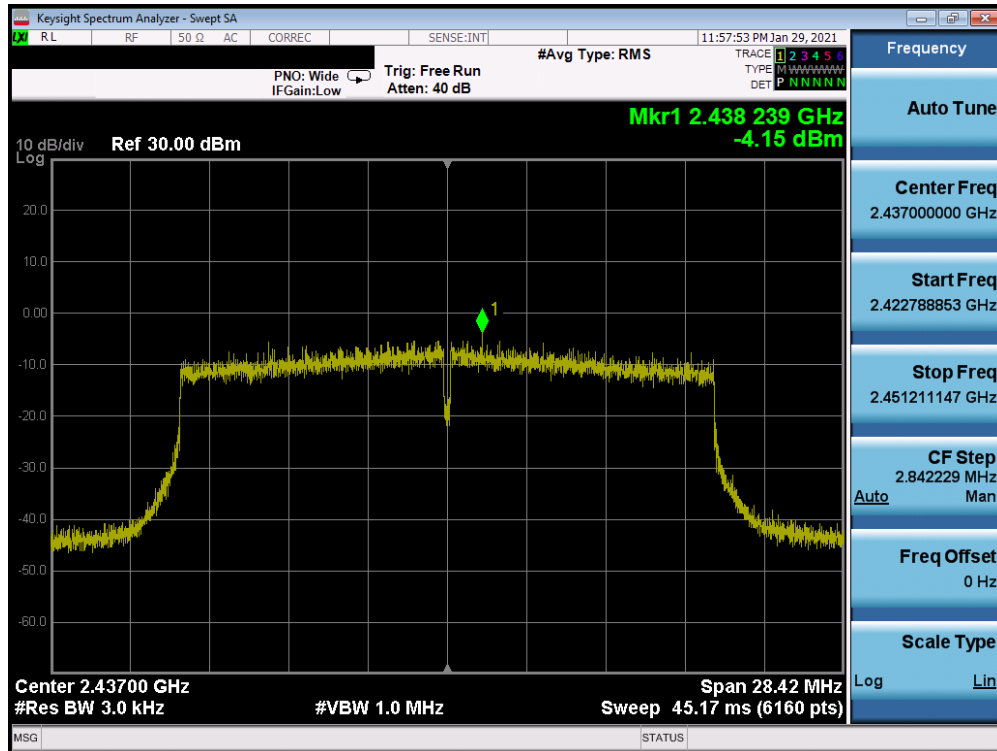 Keysight Spectrum Analyzer - Swept SA
LXI RL RF 50 Ω AC CORREC SENSE:INT 11:57:53 PM Jan 29, 2021
#Avg Type: RMS
TRACE 1 2 3 4 5 6
TYPE M W W W W W
DET P N N N N N
PNO: Wide
IFGain:Low
Trig: Free Run
Atten: 40 dB
Mkr1 2.438 239 GHz
-4.15 dBm
10 dB/div Ref 30.00 dBm
Log
20.0
10.0
0.00
-10.0
-20.0
-30.0
-40.0
-50.0
-60.0
1
Center 2.43700 GHz Span 28.42 MHz
#Res BW 3.0 kHz #VBW 1.0 MHz Sweep 45.17 ms (6160 pts)
MSG STATUS
Frequency
Auto Tune
Center Freq
2.437000000 GHz
Start Freq
2.422788853 GHz
Stop Freq
2.451211147 GHz
CF Step
2.842229 MHz
Auto Man
Freq Offset
0 Hz
Scale Type
Log Lin